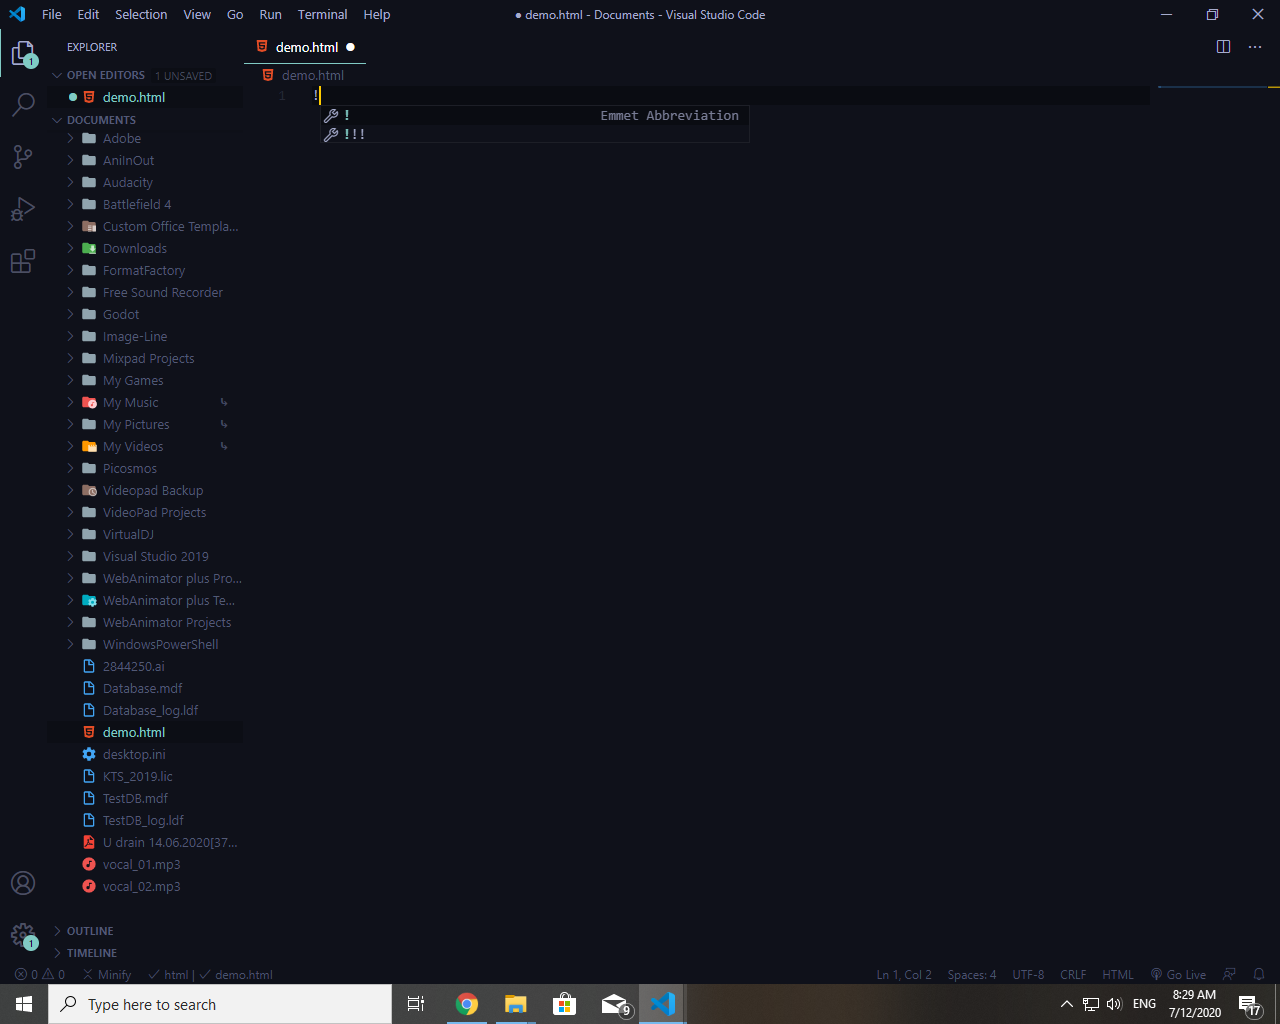 File Edit Selection View Go Run Terminal Help
● demo.html - Documents - Visual Studio Code
EXPLORER
demo.html
OPEN EDITORS 1 UNSAVED
demo.html
demo.html
1 !
! Emmet Abbreviation
!!!
DOCUMENTS
Adobe
AniInOut
Audacity
Battlefield 4
Custom Office Templa...
Downloads
FormatFactory
Free Sound Recorder
Godot
Image-Line
Mixpad Projects
My Games
My Music
My Pictures
My Videos
Picosmos
Videopad Backup
VideoPad Projects
VirtualDJ
Visual Studio 2019
WebAnimator plus Pro...
WebAnimator plus Te...
WebAnimator Projects
WindowsPowerShell
2844250.ai
Database.mdf
Database_log.ldf
demo.html
desktop.ini
KTS_2019.lic
TestDB.mdf
TestDB_log.ldf
U drain 14.06.2020[37...
vocal_01.mp3
vocal_02.mp3
1
1
OUTLINE
TIMELINE
0 0 Minify html | demo.html
Ln 1, Col 2 Spaces: 4 UTF-8 CRLF HTML Go Live
Type here to search
9
ENG
8:29 AM
7/12/2020
17